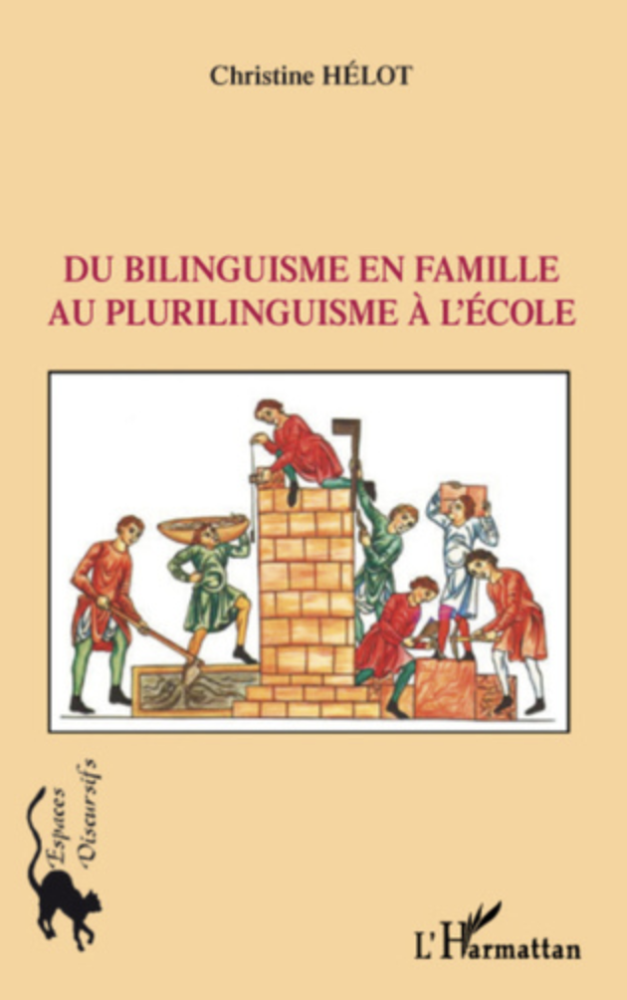 Christine HÉLOT
DU BILINGUISME EN FAMILLE
AU PLURILINGUISME À L'ÉCOLE
Espaces
Discursifs
L'Harmattan